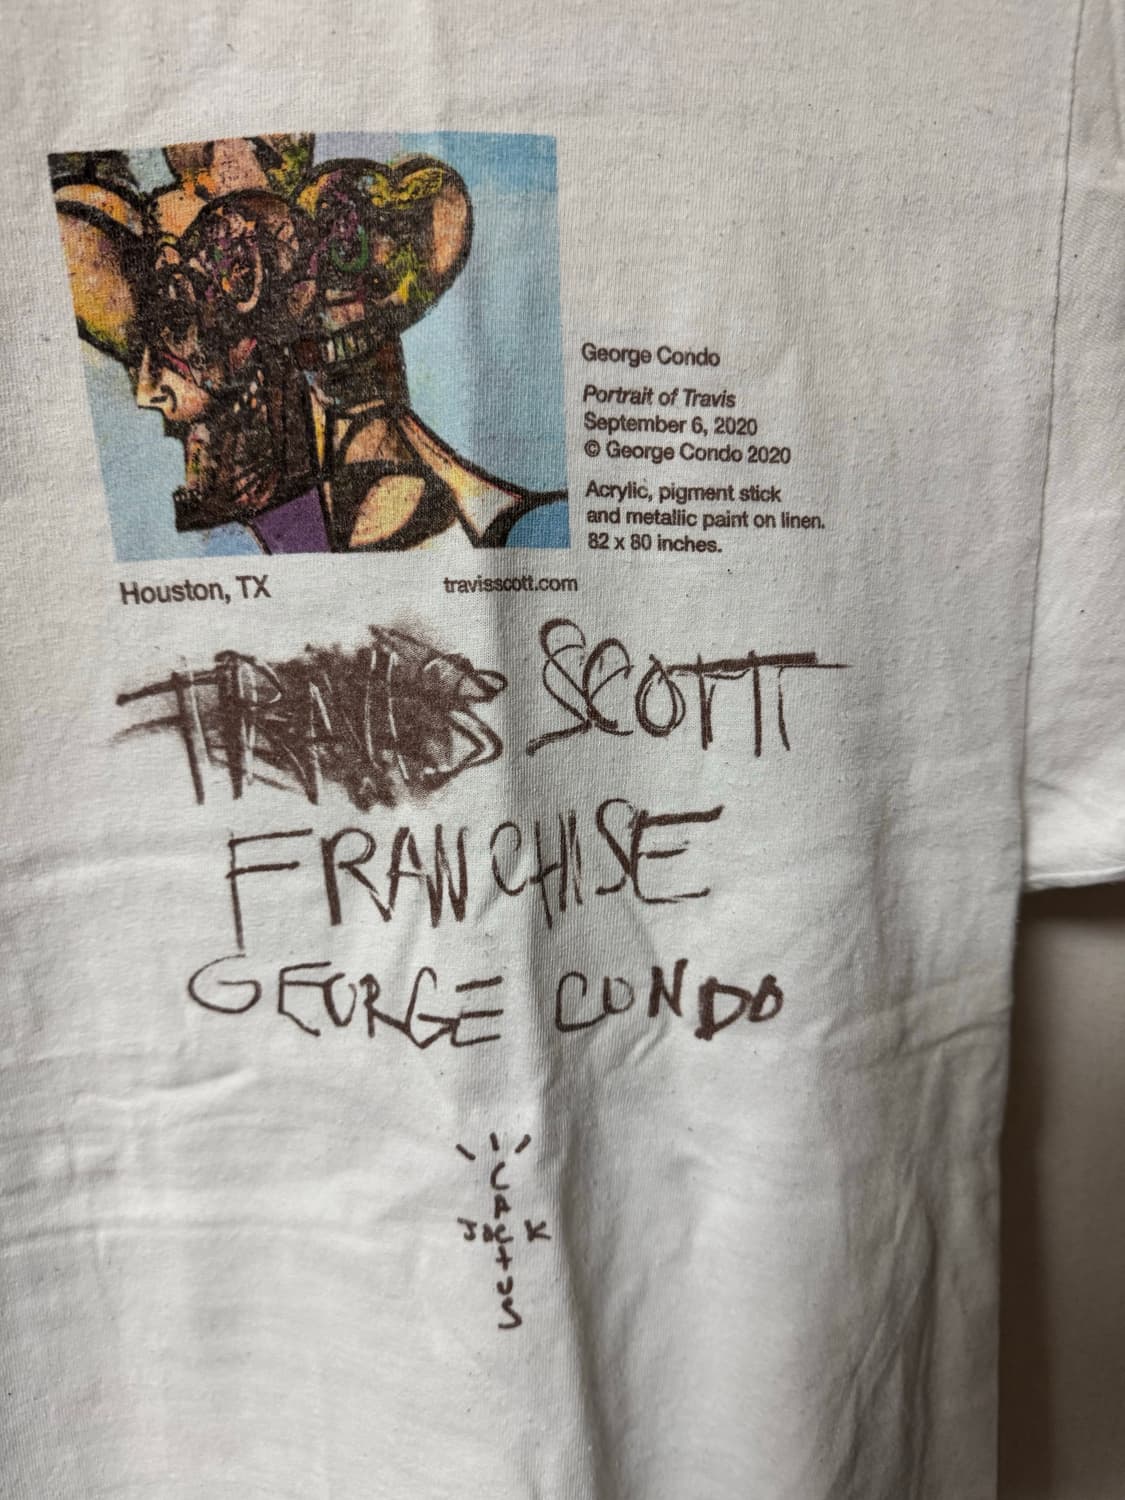 George Condo
Portrait of Travis
September 6, 2020
© George Condo 2020
Acrylic, pigment stick
and metallic paint on linen.
82 x 80 inches.
Houston, TX
travisscott.com
TRAVIS SCOTT
FRANCHISE
GEORGE CONDO
CACTUS
JACK